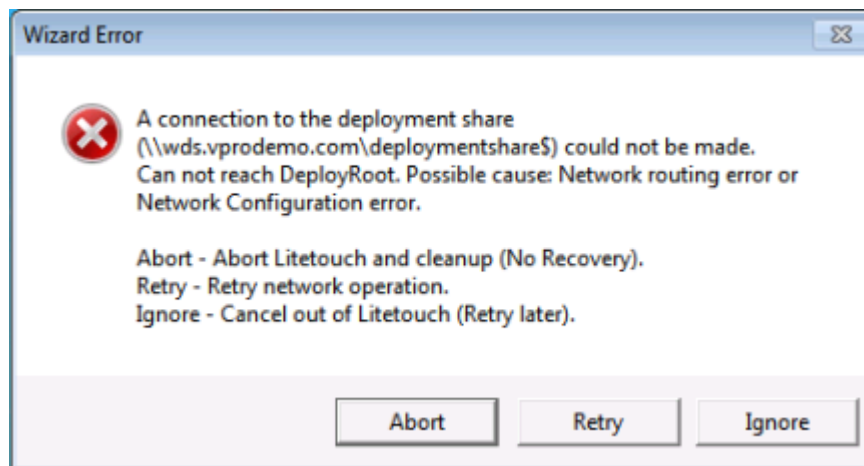 Wizard Error
A connection to the deployment share
(\\wds.vprodemo.com\deploymentshare$) could not be made.
Can not reach DeployRoot. Possible cause: Network routing error or
Network Configuration error.
Abort - Abort Litetouch and cleanup (No Recovery).
Retry - Retry network operation.
Ignore - Cancel out of Litetouch (Retry later).
Abort Retry Ignore